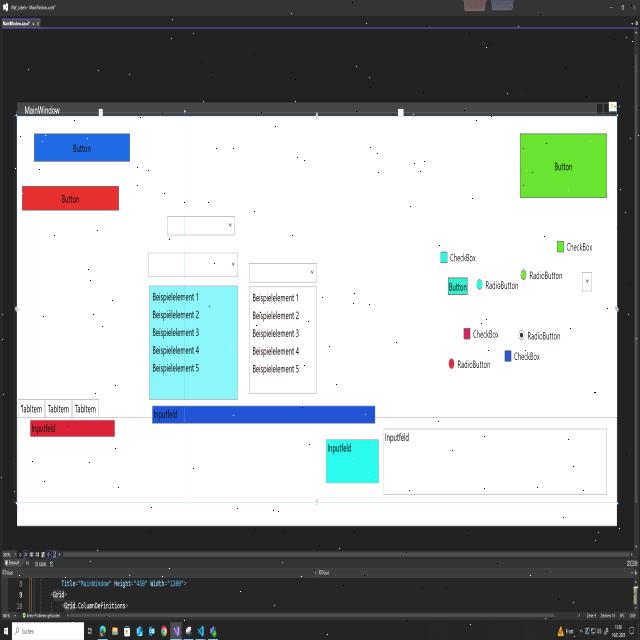 MainWindow.xaml*
MainWindow
Button
Button
Button
CheckBox
CheckBox
Button
RadioButton
RadioButton
Beispielelement 1
Beispielelement 2
Beispielelement 3
Beispielelement 4
Beispielelement 5
Beispielelement 1
Beispielelement 2
Beispielelement 3
Beispielelement 4
Beispielelement 5
CheckBox
RadioButton
CheckBox
RadioButton
TabItem TabItem TabItem
Inputfeld
Inputfeld
Inputfeld
Inputfeld
8 Title="MainWindow" Height="450" Width="1200">
9 <Grid>
10 <Grid.ColumnDefinitions>
Suchen